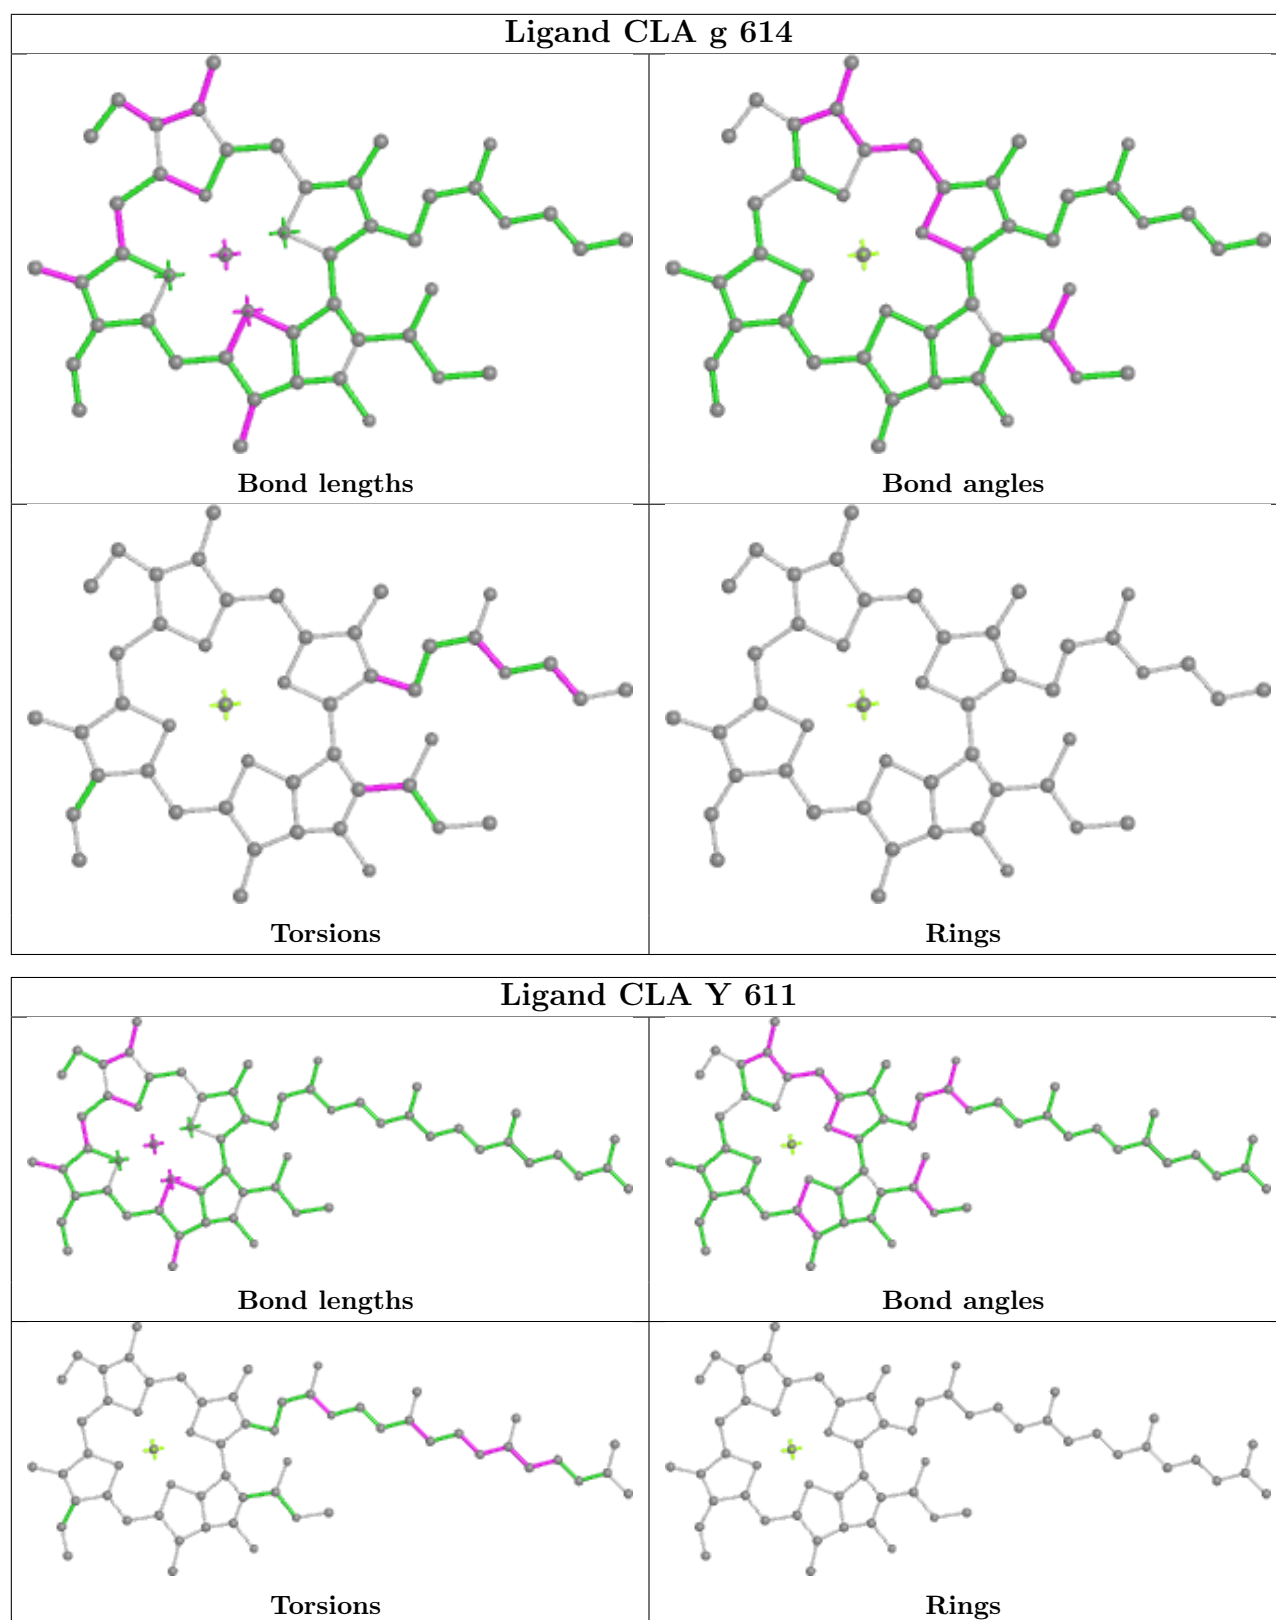 Ligand CLA g 614
Bond lengths
Bond angles
Torsions
Rings
Ligand CLA Y 611
Bond lengths
Bond angles
Torsions
Rings